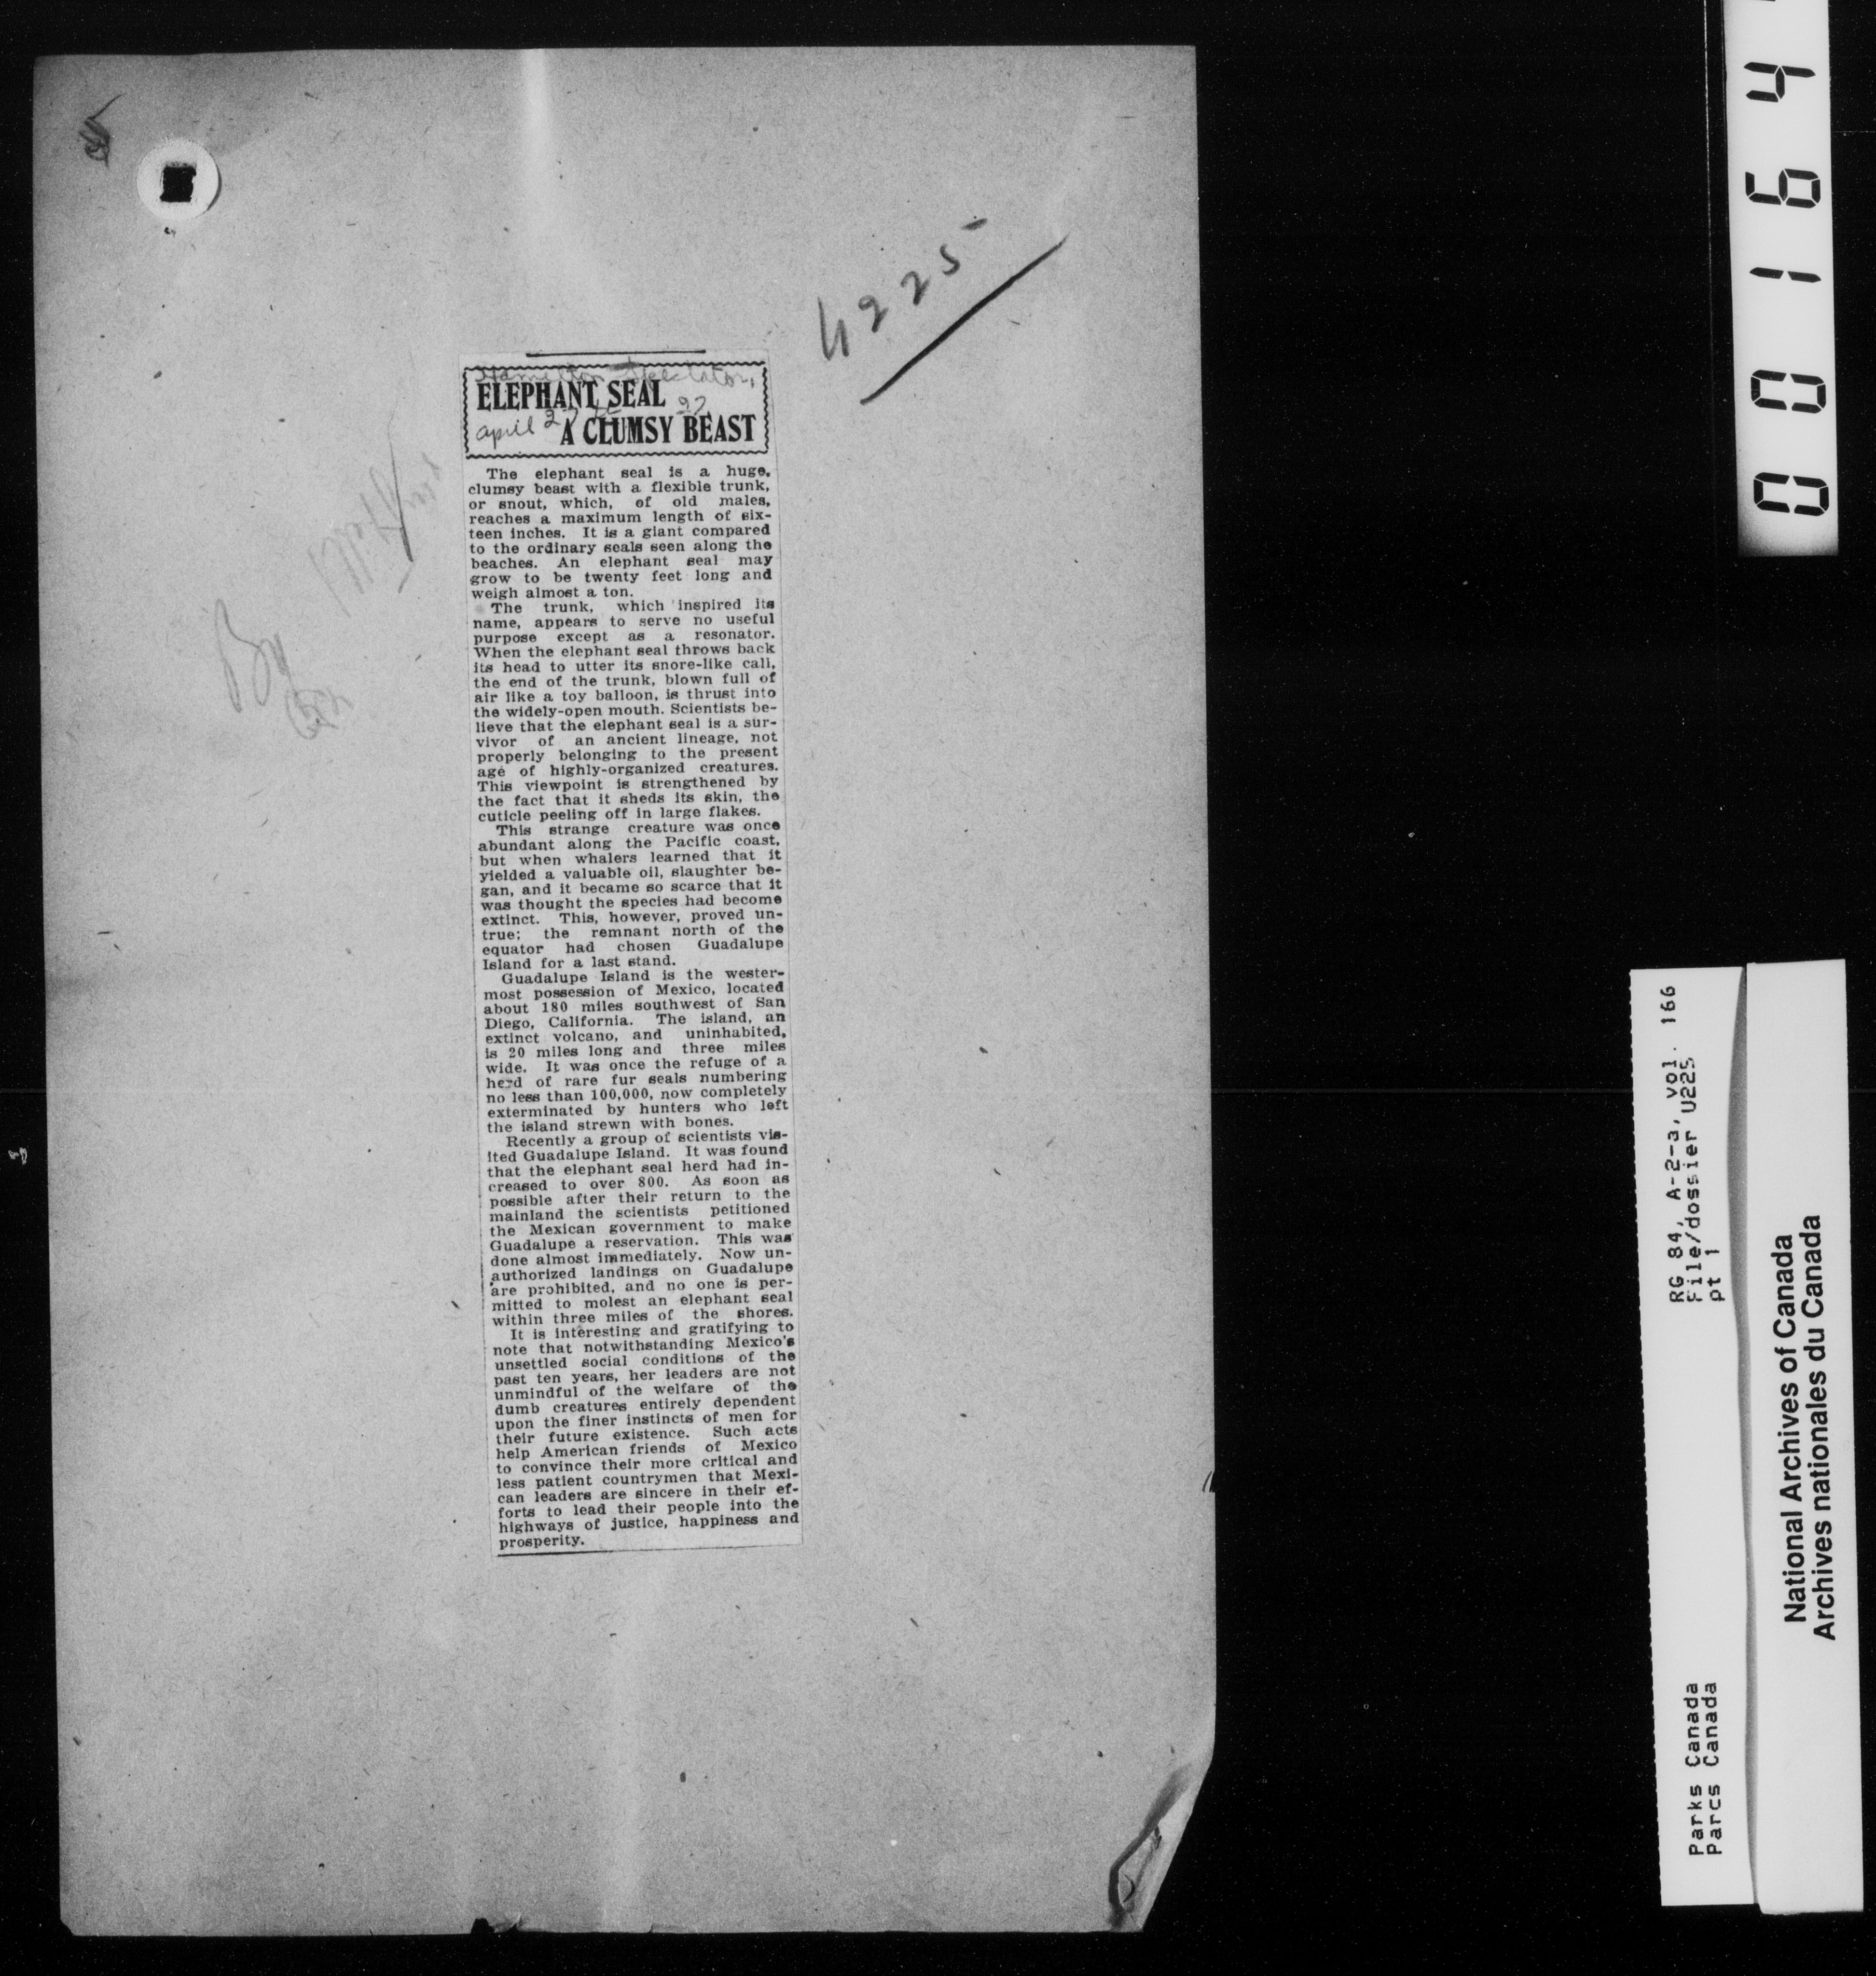 4225
Hamilton Spectator,
ELEPHANT SEAL
April 27 27
A CLUMSY BEAST
The elephant seal is a huge,
clumsy beast with a flexible trunk,
or snout, which, of old males,
reaches a maximum length of six-
teen inches. It is a giant compared
to the ordinary seals seen along the
beaches. An elephant seal may
grow to be twenty feet long and
weigh almost a ton.
The trunk, which inspired its
name, appears to serve no useful
purpose except as a resonator.
When the elephant seal throws back
its head to utter its snore-like call,
the end of the trunk, blown full of
air like a toy balloon, is thrust into
the widely-open mouth. Scientists be-
lieve that the elephant seal is a sur-
vivor of an ancient lineage, not
properly belonging to the present
age of highly-organized creatures.
This viewpoint is strengthened by
the fact that it sheds its skin, the
cuticle peeling off in large flakes.
This strange creature was once
abundant along the Pacific coast,
but when whalers learned that it
yielded a valuable oil, slaughter be-
gan, and it became so scarce that it
was thought the species had become
extinct. This, however, proved un-
true; the remnant north of the
equator had chosen Guadalupe
Island for a last stand.
Guadalupe Island is the wester-
most possession of Mexico, located
about 180 miles southwest of San
Diego, California. The island, an
extinct volcano, and uninhabited,
is 20 miles long and three miles
wide. It was once the refuge of a
herd of rare fur seals numbering
no less than 100,000, now completely
exterminated by hunters who left
the island strewn with bones.
Recently a group of scientists vis-
ited Guadalupe Island. It was found
that the elephant seal herd had in-
creased to over 800. As soon as
possible after their return to the
mainland the scientists petitioned
the Mexican government to make
Guadalupe a reservation. This was
done almost immediately. Now un-
authorized landings on Guadalupe
are prohibited, and no one is per-
mitted to molest an elephant seal
within three miles of the shores.
It is interesting and gratifying to
note that notwithstanding Mexico's
unsettled social conditions of the
past ten years, her leaders are not
unmindful of the welfare of the
dumb creatures entirely dependent
upon the finer instincts of men for
their future existence. Such acts
help American friends of Mexico
to convince their more critical and
less patient countrymen that Mexi-
can leaders are sincere in their ef-
forts to lead their people into the
highways of justice, happiness and
prosperity.
00164
RG 84, A-2-a, vol. 166
File/dossier U225
pt 1
Parks Canada
Parcs Canada
National Archives of Canada
Archives nationales du Canada